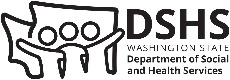 DSHS
WASHINGTON STATE
Department of Social
and Health Services